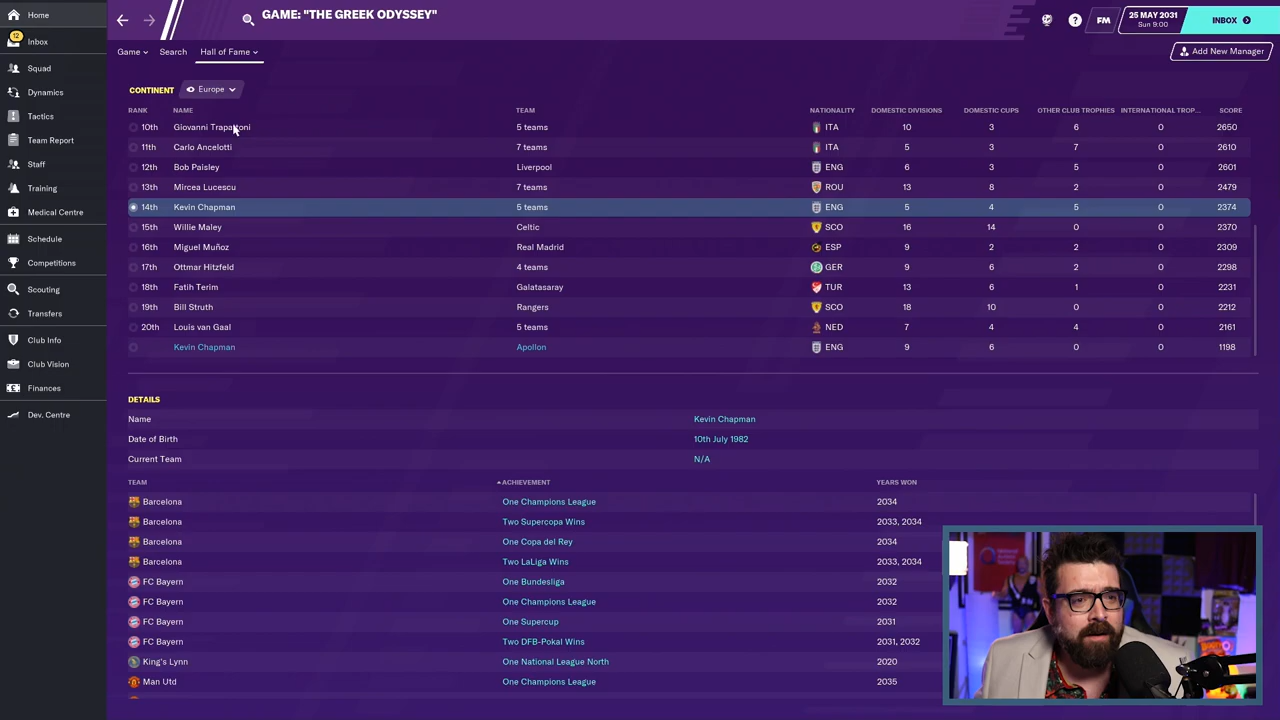 Home
12
Inbox
Squad
Dynamics
Tactics
Team Report
Staff
Training
Medical Centre
Schedule
Competitions
Scouting
Transfers
Club Info
Club Vision
Finances
Dev. Centre
GAME: "THE GREEK ODYSSEY"
? FM 25 MAY 2031 INBOX
Sun 9:00
Game Search Hall of Fame Add New Manager
CONTINENT Europe
RANK NAME TEAM NATIONALITY DOMESTIC DIVISIONS DOMESTIC CUPS OTHER CLUB TROPHIES INTERNATIONAL TROP... SCORE
10th Giovanni Trapattoni 5 teams ITA 10 3 6 0 2650
11th Carlo Ancelotti 7 teams ITA 5 3 7 0 2610
12th Bob Paisley Liverpool ENG 6 3 5 0 2601
13th Mircea Lucescu 7 teams ROU 13 8 2 0 2479
14th Kevin Chapman 5 teams ENG 5 4 5 0 2374
15th Willie Maley Celtic SCO 16 14 0 0 2370
16th Miguel Muñoz Real Madrid ESP 9 2 2 0 2309
17th Ottmar Hitzfeld 4 teams GER 9 6 2 0 2298
18th Fatih Terim Galatasaray TUR 13 6 1 0 2231
19th Bill Struth Rangers SCO 18 10 0 0 2212
20th Louis van Gaal 5 teams NED 7 4 4 0 2161
Kevin Chapman Apollon ENG 9 6 0 0 1198
DETAILS
Name Kevin Chapman
Date of Birth 10th July 1982
Current Team N/A
TEAM ACHIEVEMENT YEARS WON
Barcelona One Champions League 2034
Barcelona Two Supercopa Wins 2033, 2034
Barcelona One Copa del Rey 2034
Barcelona Two LaLiga Wins 2033, 2034
FC Bayern One Bundesliga 2032
FC Bayern One Champions League 2032
FC Bayern One Supercup 2031
FC Bayern Two DFB-Pokal Wins 2031, 2032
King's Lynn One National League North 2020
Man Utd One Champions League 2035